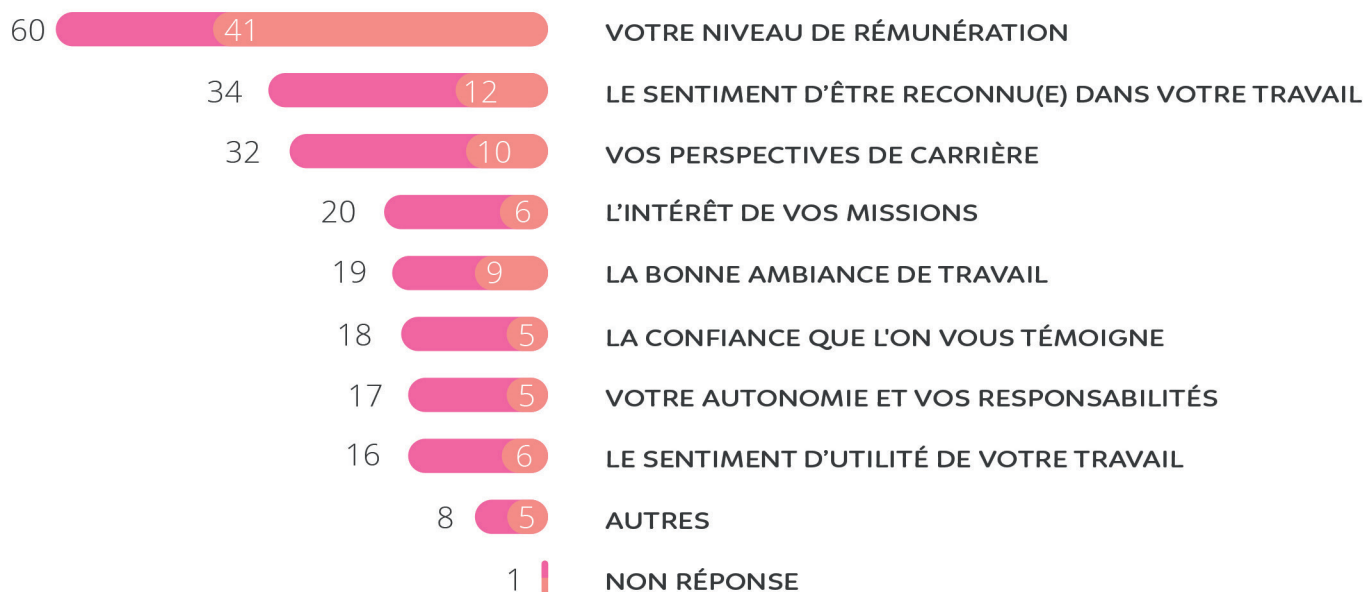 60 41 VOTRE NIVEAU DE RÉMUNÉRATION
34 12 LE SENTIMENT D’ÊTRE RECONNU(E) DANS VOTRE TRAVAIL
32 10 VOS PERSPECTIVES DE CARRIÈRE
20 6 L’INTÉRÊT DE VOS MISSIONS
19 9 LA BONNE AMBIANCE DE TRAVAIL
18 5 LA CONFIANCE QUE L'ON VOUS TÉMOIGNE
17 5 VOTRE AUTONOMIE ET VOS RESPONSABILITÉS
16 6 LE SENTIMENT D’UTILITÉ DE VOTRE TRAVAIL
8 5 AUTRES
1 NON RÉPONSE